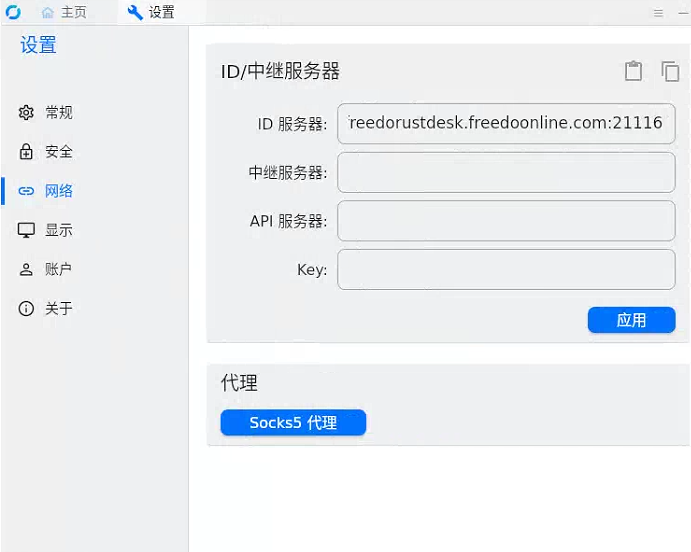 主页
设置
设置
常规
安全
网络
显示
账户
关于
ID/中继服务器
ID 服务器:
reedorustdesk.freedoonline.com:21116
中继服务器:
API 服务器:
Key:
应用
代理
Socks5 代理